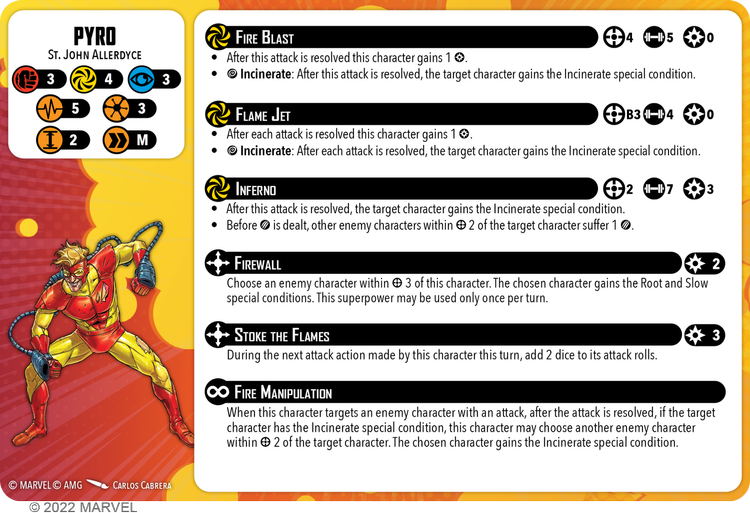 PYRO
St. John Allerdyce
3 4 3
5 3
2 M
Fire Blast 4 5 0
• After this attack is resolved this character gains 1 .
• Incinerate: After this attack is resolved, the target character gains the Incinerate special condition.
Flame Jet B3 4 0
• After each attack is resolved this character gains 1 .
• Incinerate: After each attack is resolved, the target character gains the Incinerate special condition.
Inferno 2 7 3
• After this attack is resolved, the target character gains the Incinerate special condition.
• Before is dealt, other enemy characters within 2 of the target character suffer 1 .
Firewall 2
Choose an enemy character within 3 of this character. The chosen character gains the Root and Slow
special conditions. This superpower may be used only once per turn.
Stoke the Flames 3
During the next attack action made by this character this turn, add 2 dice to its attack rolls.
Fire Manipulation
When this character targets an enemy character with an attack, after the attack is resolved, if the target
character has the Incinerate special condition, this character may choose another enemy character
within 2 of the target character. The chosen character gains the Incinerate special condition.
© MARVEL © AMG Carlos Cabrera
© 2022 MARVEL